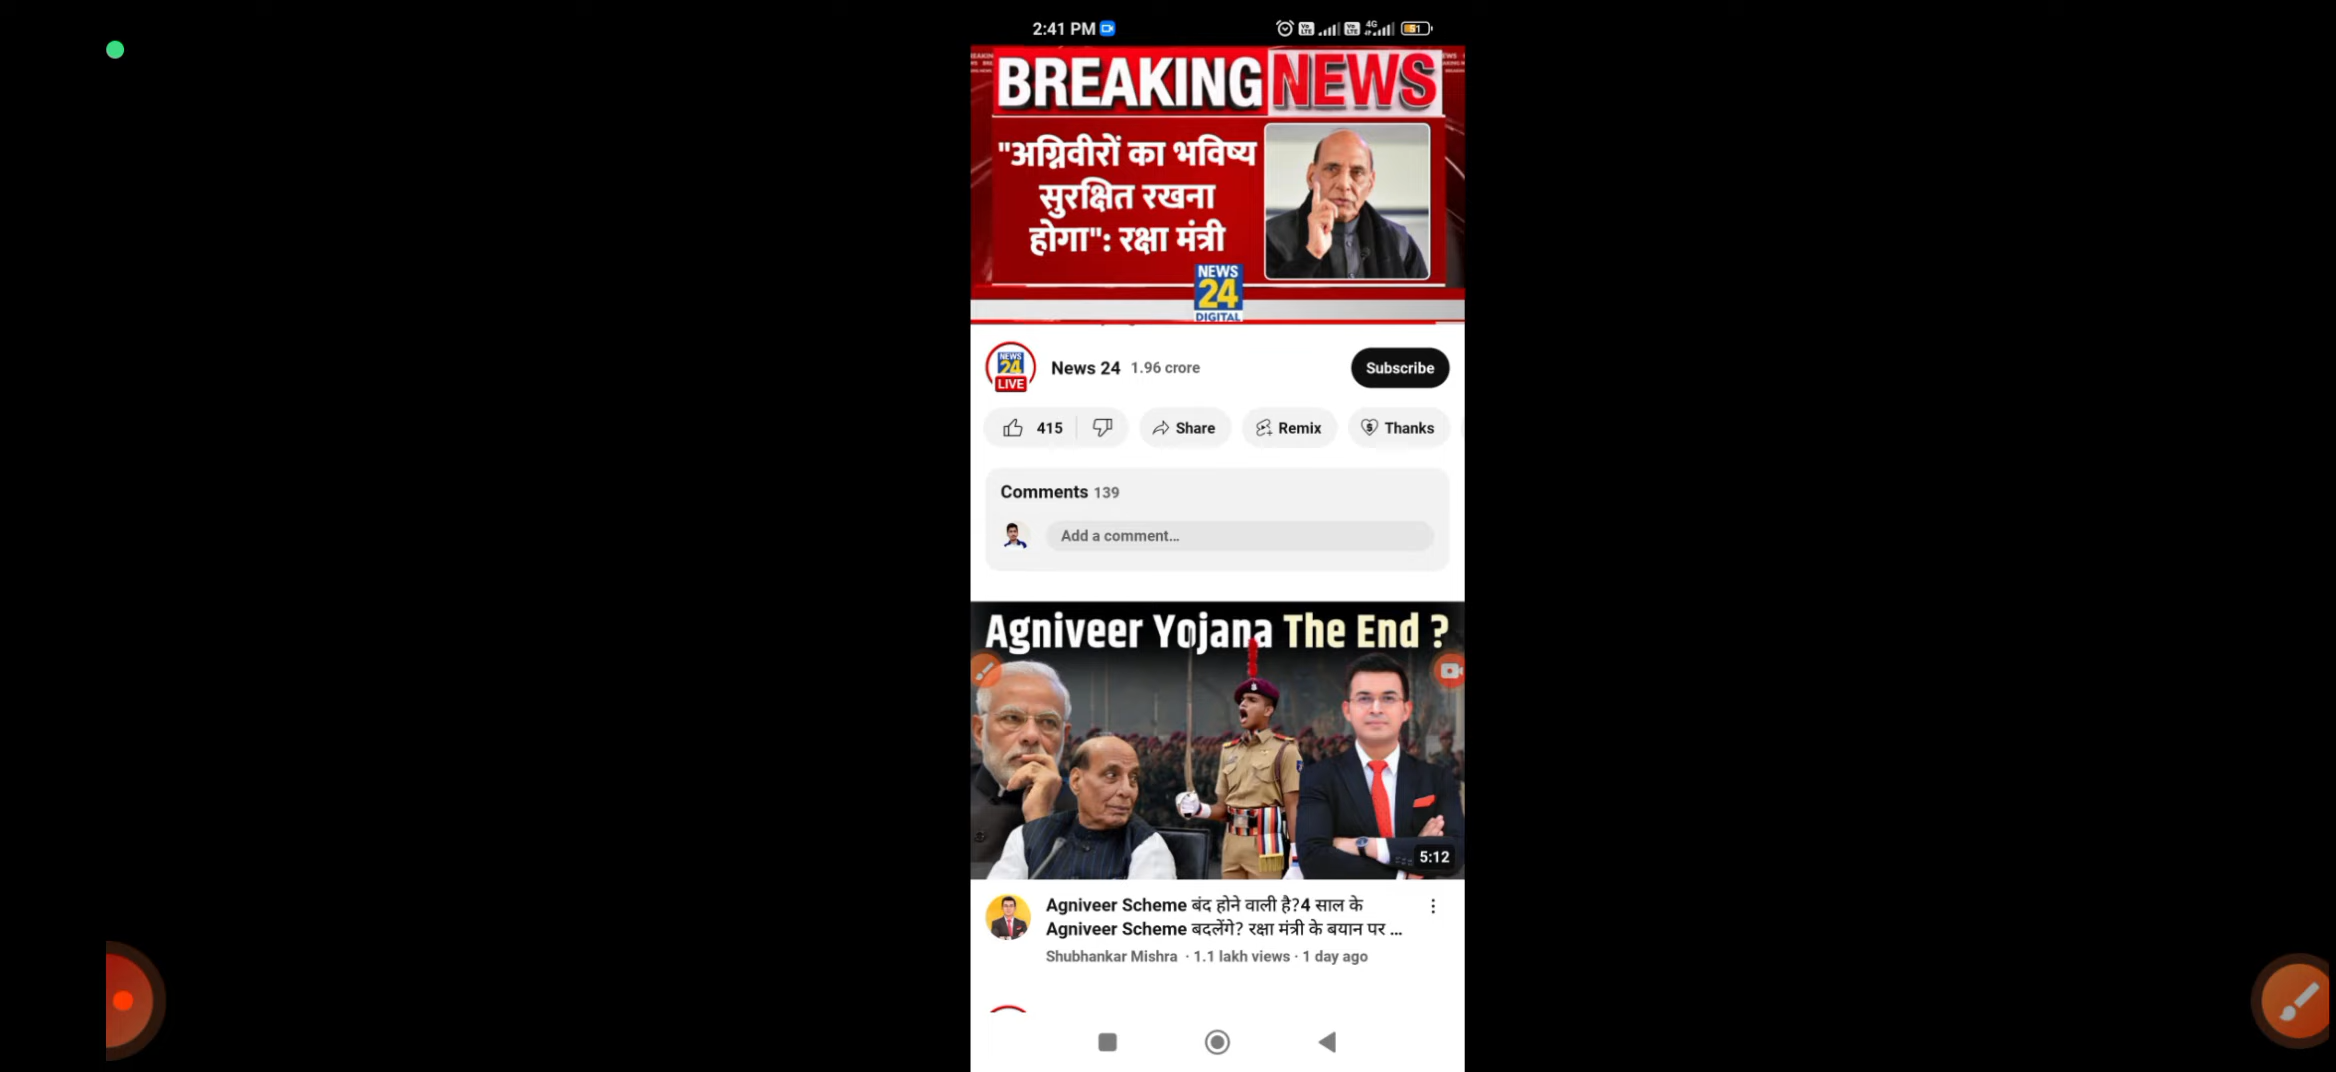 2:41 PM
4G
51
BREAKING NEWS
"अग्निवीरों का भविष्य
सुरक्षित रखना
होगा": रक्षा मंत्री
NEWS
24
DIGITAL
NEWS
24
LIVE
News 24 1.96 crore
Subscribe
415
Share
Remix
Thanks
Comments 139
Add a comment...
Agniveer Yojana The End ?
5:12
Agniveer Scheme बंद होने वाली है?4 साल के
Agniveer Scheme बदलेंगे? रक्षा मंत्री के बयान पर ...
Shubhankar Mishra · 1.1 lakh views · 1 day ago